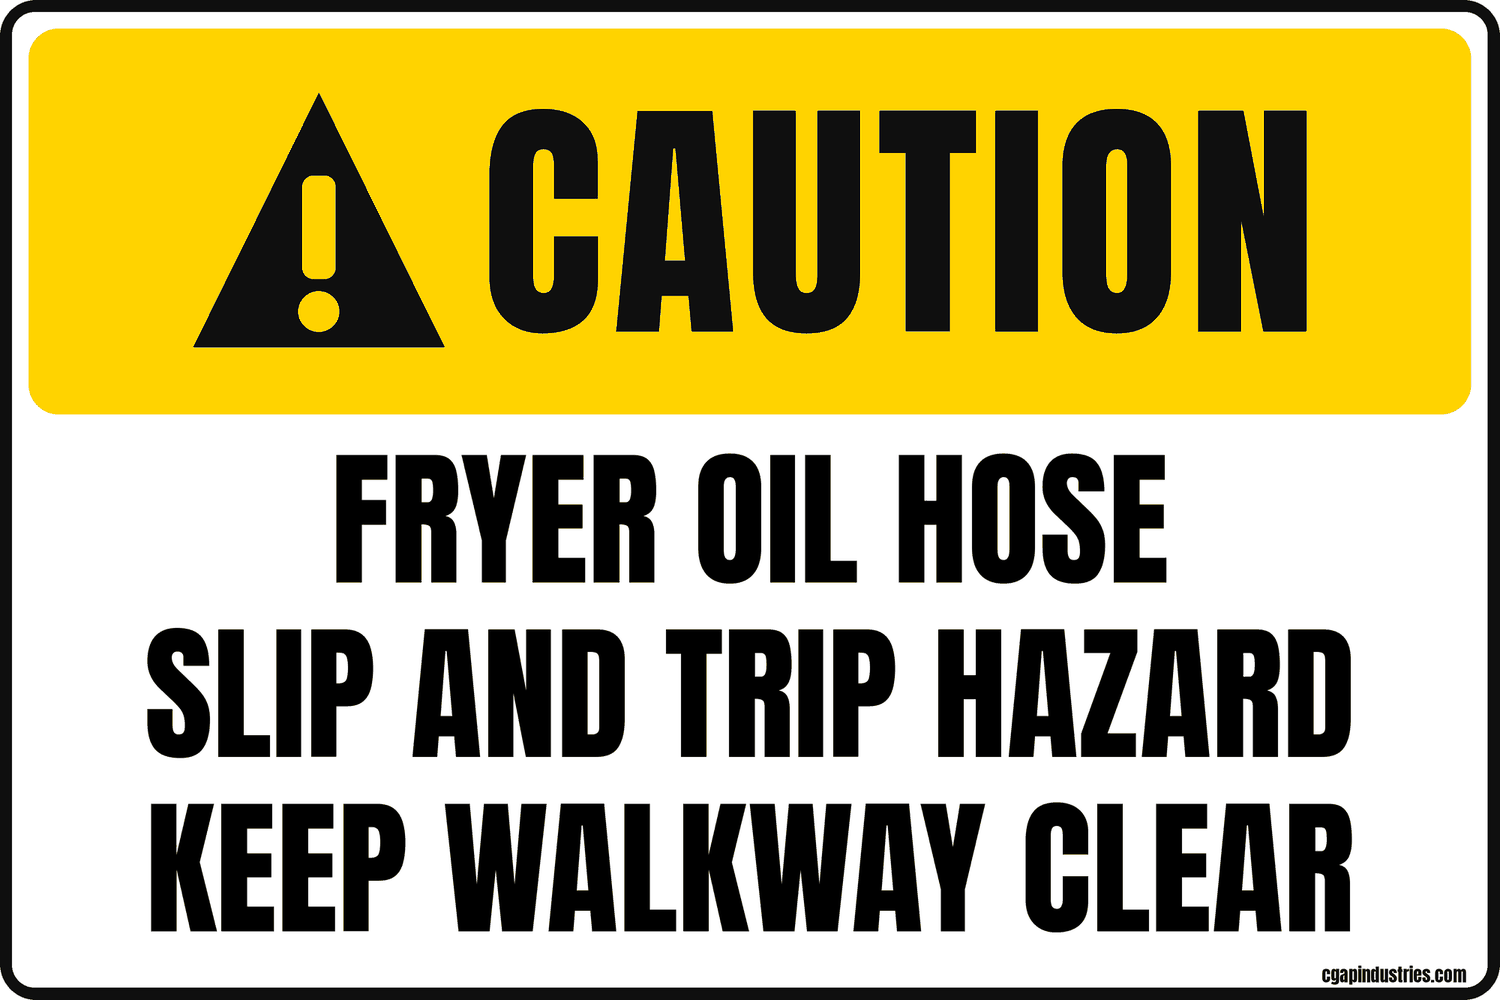 CAUTION
FRYER OIL HOSE
SLIP AND TRIP HAZARD
KEEP WALKWAY CLEAR
cgapindustries.com